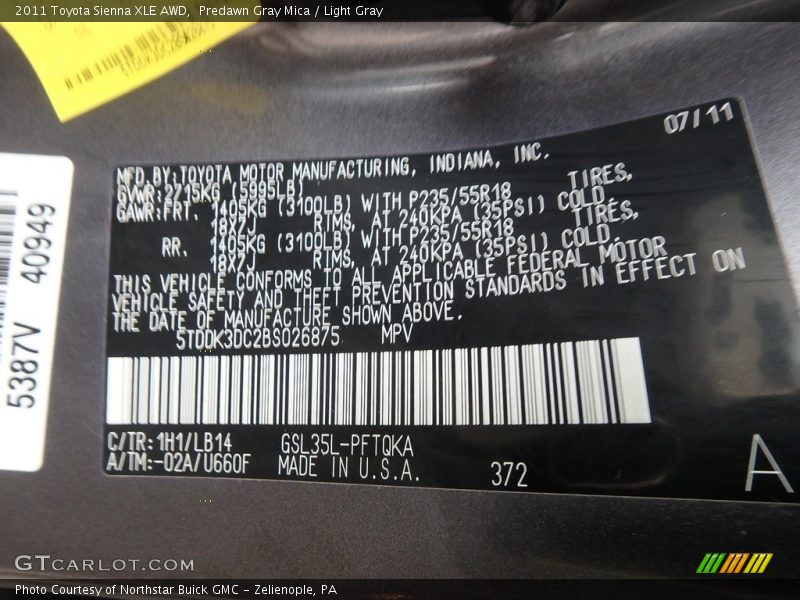 2011 Toyota Sienna XLE AWD, Predawn Gray Mica / Light Gray
07/11
MFD.BY:TOYOTA MOTOR MANUFACTURING, INDIANA, INC.
GVWR:2715KG (5995LB)
GAWR:FRT. 1405KG (3100LB) WITH P235/55R18 TIRES,
18X7J RIMS, AT 240KPA (35PSI) COLD
RR. 1405KG (3100LB) WITH P235/55R18 TIRES,
18X7J RIMS, AT 240KPA (35PSI) COLD
THIS VEHICLE CONFORMS TO ALL APPLICABLE FEDERAL MOTOR
VEHICLE SAFETY AND THEFT PREVENTION STANDARDS IN EFFECT ON
THE DATE OF MANUFACTURE SHOWN ABOVE.
5TDDK3DC2BS026875 MPV
C/TR:1H1/LB14 GSL35L-PFTQKA
A/TM:-02A/U660F MADE IN U.S.A. 372
A
5387V 40949
GTCARLOT.COM
Photo Courtesy of Northstar Buick GMC - Zelienople, PA